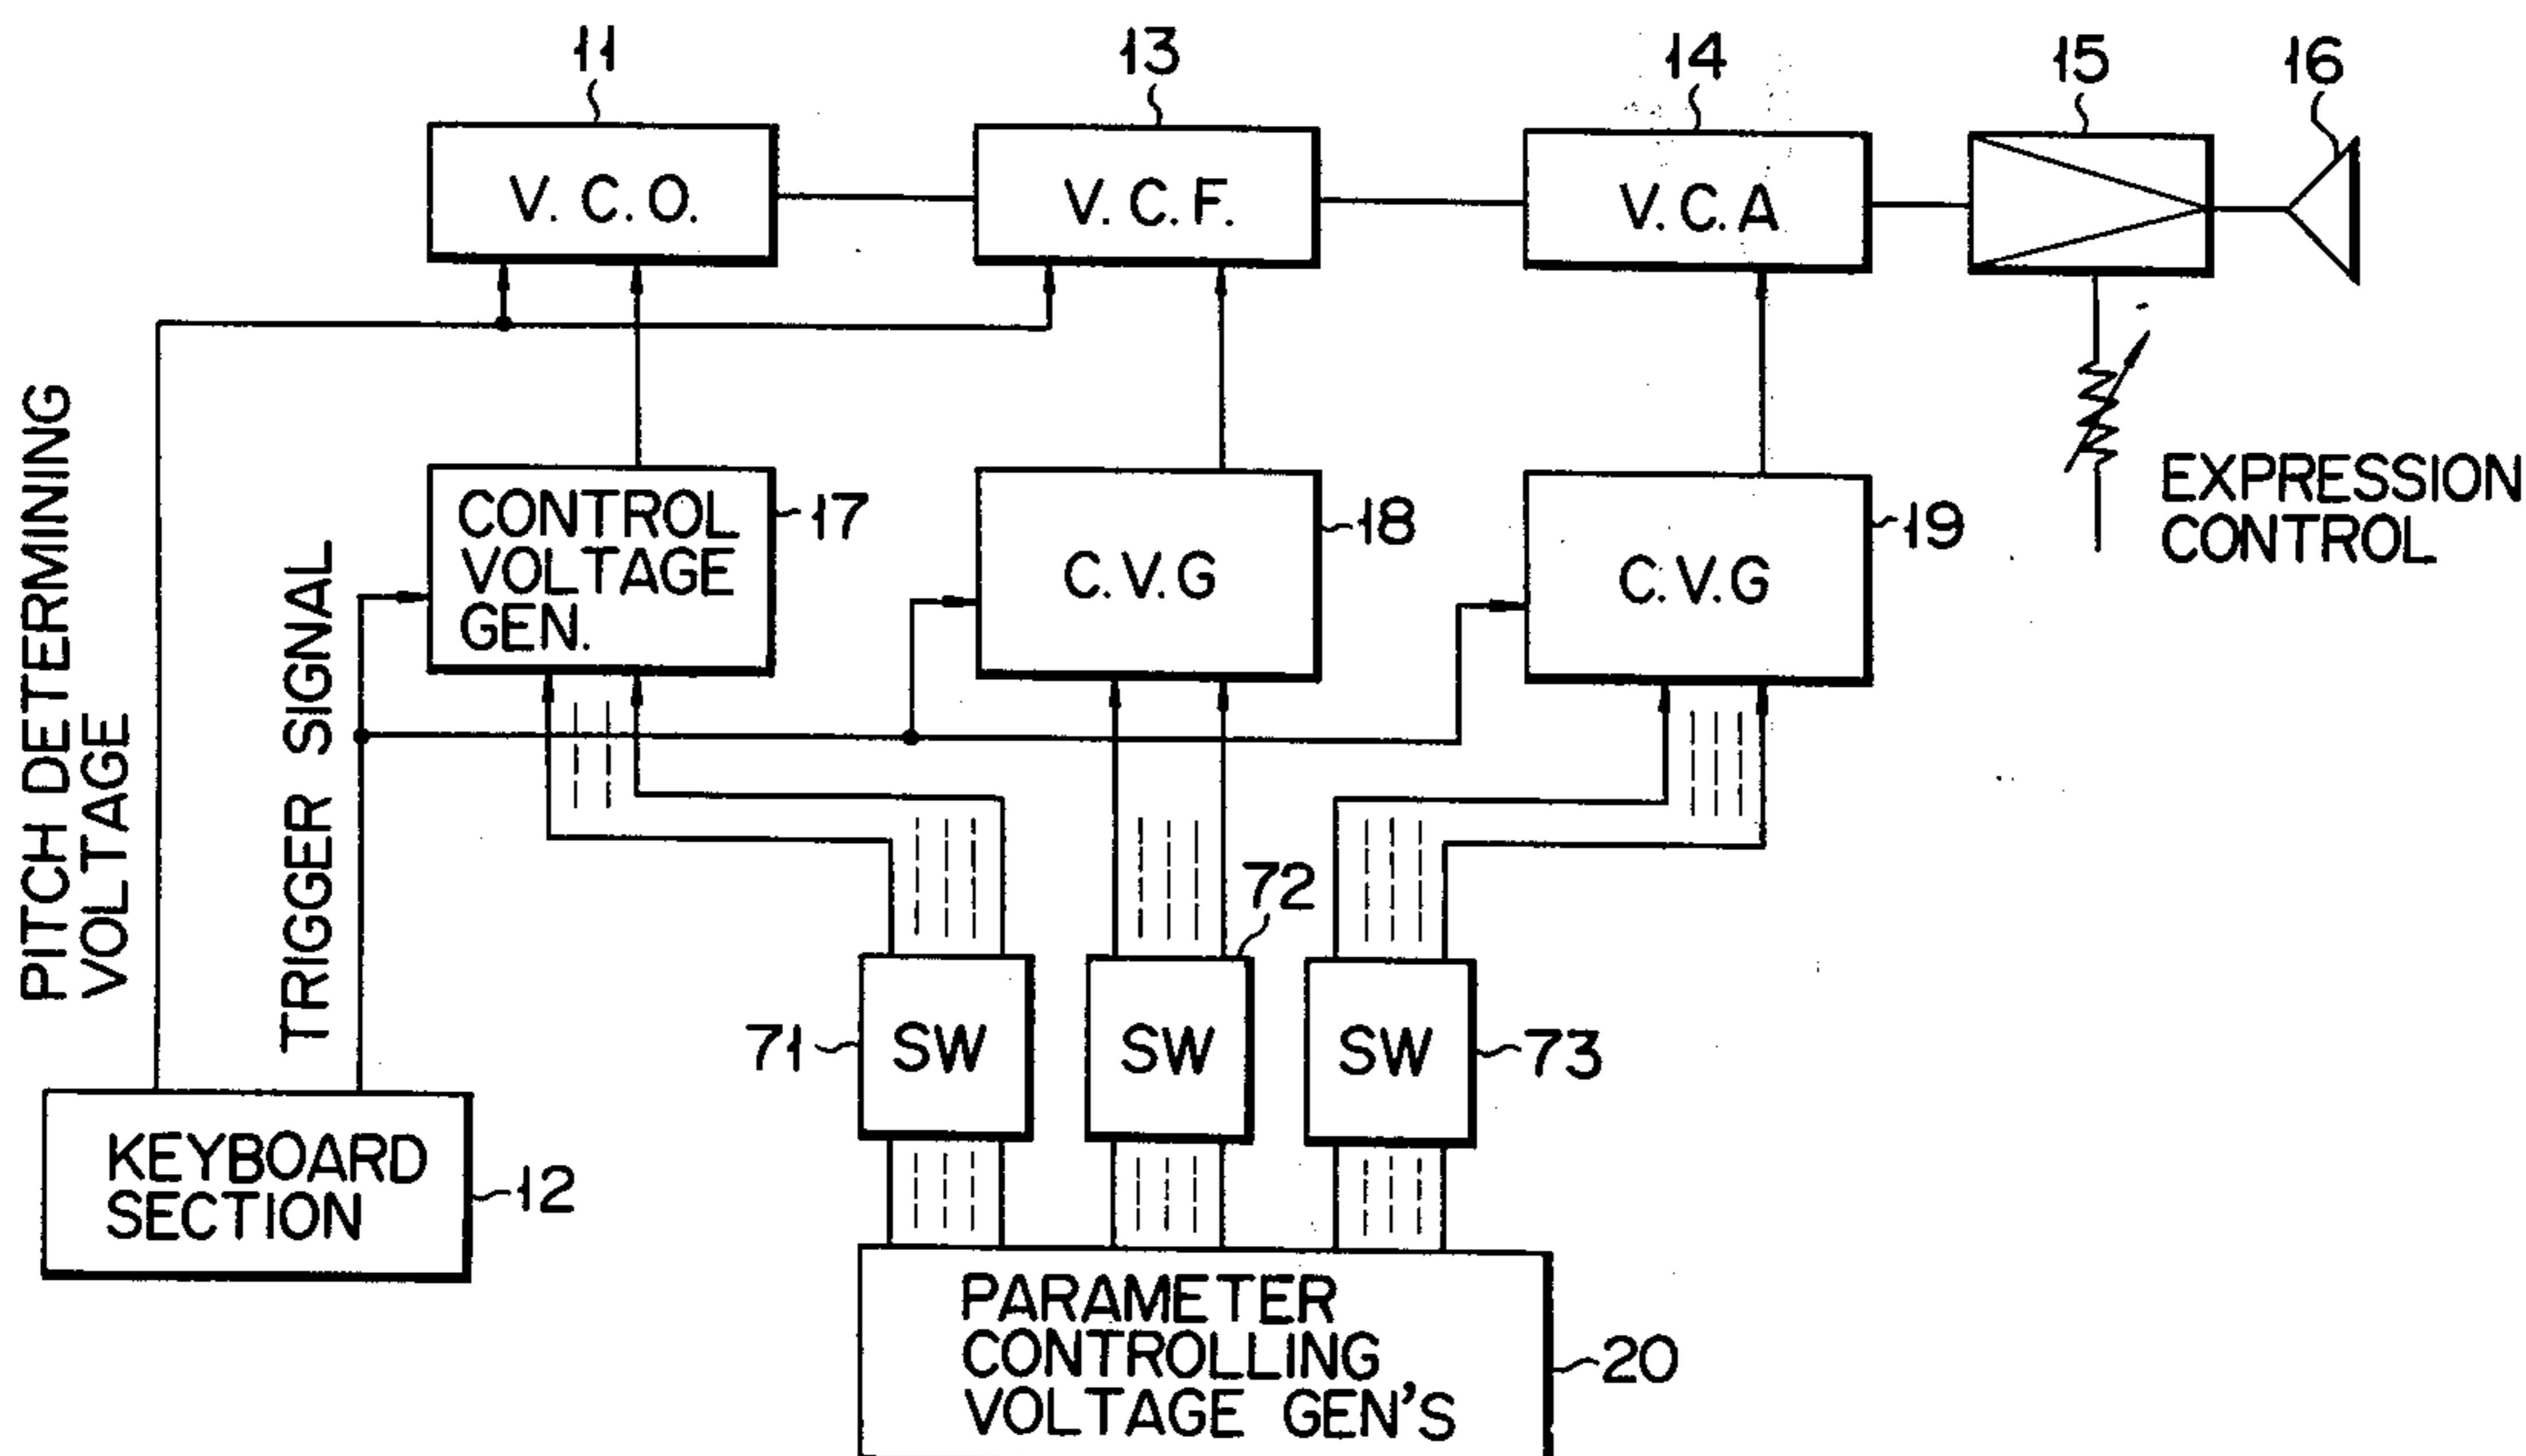 11
13
14
15
16
V. C. O.
V. C. F.
V. C. A
PITCH DETERMINING
VOLTAGE
TRIGGER SIGNAL
CONTROL
VOLTAGE
GEN.
17
C. V. G
18
C. V. G
19
EXPRESSION
CONTROL
72
71
SW
SW
SW
73
KEYBOARD
SECTION
12
PARAMETER
CONTROLLING
VOLTAGE GEN'S
20